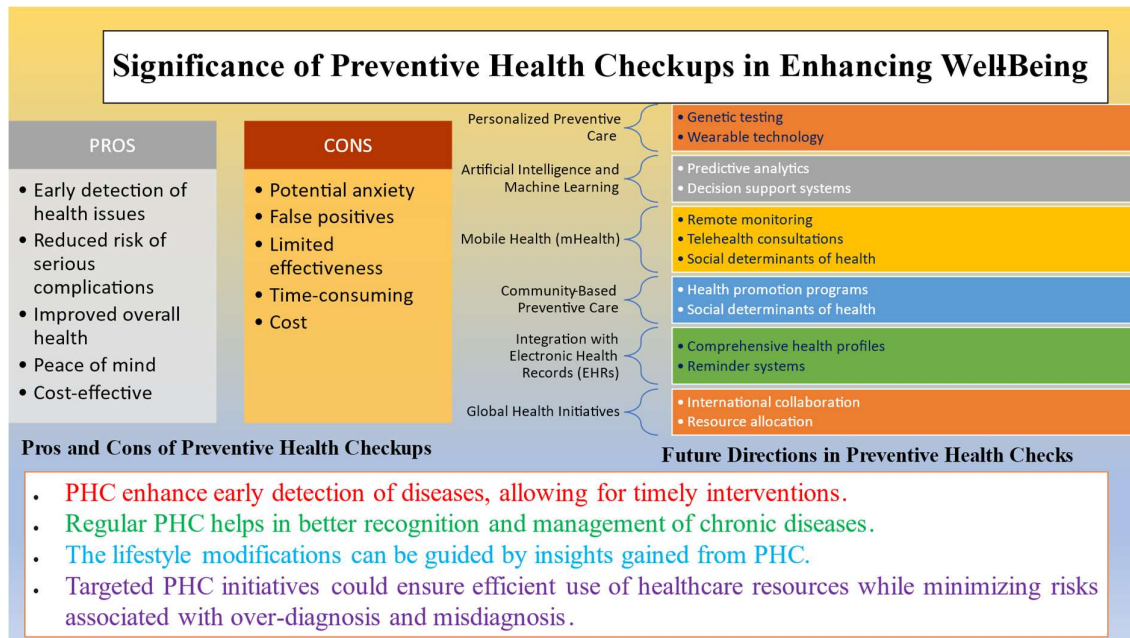 Significance of Preventive Health Checkups in Enhancing Well-Being
PROS
• Early detection of
health issues
• Reduced risk of
serious
complications
• Improved overall
health
• Peace of mind
• Cost-effective
CONS
• Potential anxiety
• False positives
• Limited
effectiveness
• Time-consuming
• Cost
Pros and Cons of Preventive Health Checkups
Personalized Preventive
Care
• Genetic testing
• Wearable technology
Artificial Intelligence and
Machine Learning
• Predictive analytics
• Decision support systems
Mobile Health (mHealth)
• Remote monitoring
• Telehealth consultations
• Social determinants of health
Community-Based
Preventive Care
• Health promotion programs
• Social determinants of health
Integration with
Electronic Health
Records (EHRs)
• Comprehensive health profiles
• Reminder systems
Global Health Initiatives
• International collaboration
• Resource allocation
Future Directions in Preventive Health Checks
• PHC enhance early detection of diseases, allowing for timely interventions.
• Regular PHC helps in better recognition and management of chronic diseases.
• The lifestyle modifications can be guided by insights gained from PHC.
• Targeted PHC initiatives could ensure efficient use of healthcare resources while minimizing risks
associated with over-diagnosis and misdiagnosis.